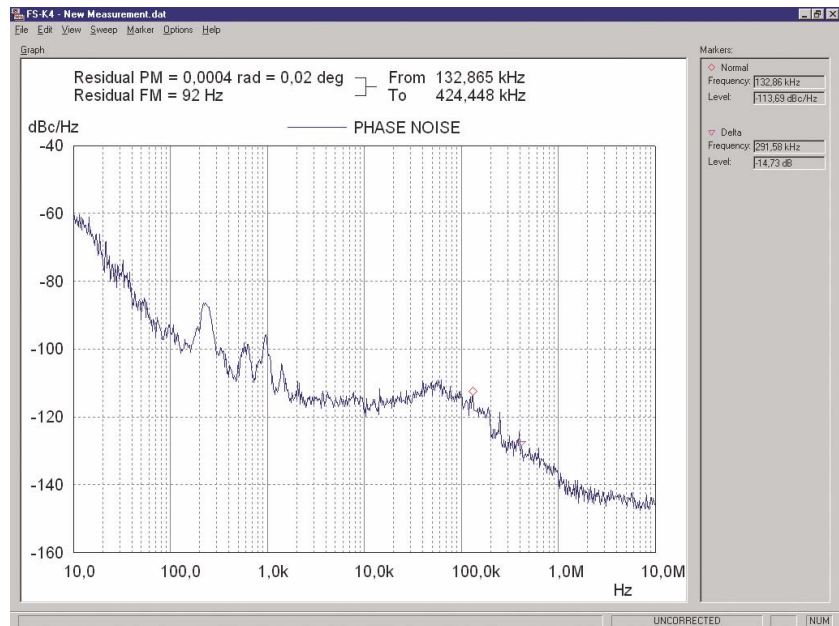 FS-K4 - New Measurement.dat
File Edit View Sweep Marker Options Help
Graph
Residual PM = 0,0004 rad = 0,02 deg From 132,865 kHz
Residual FM = 92 Hz To 424,448 kHz
dBc/Hz
PHASE NOISE
-40
-60
-80
-100
-120
-140
-160
10,0 100,0 1,0k 10,0k 100,0k 1,0M 10,0M
Hz
Markers:
Normal
Frequency: 132,86 kHz
Level: -113,69 dBc/Hz
Delta
Frequency: 291,58 kHz
Level: -14,73 dB
UNCORRECTED NUM